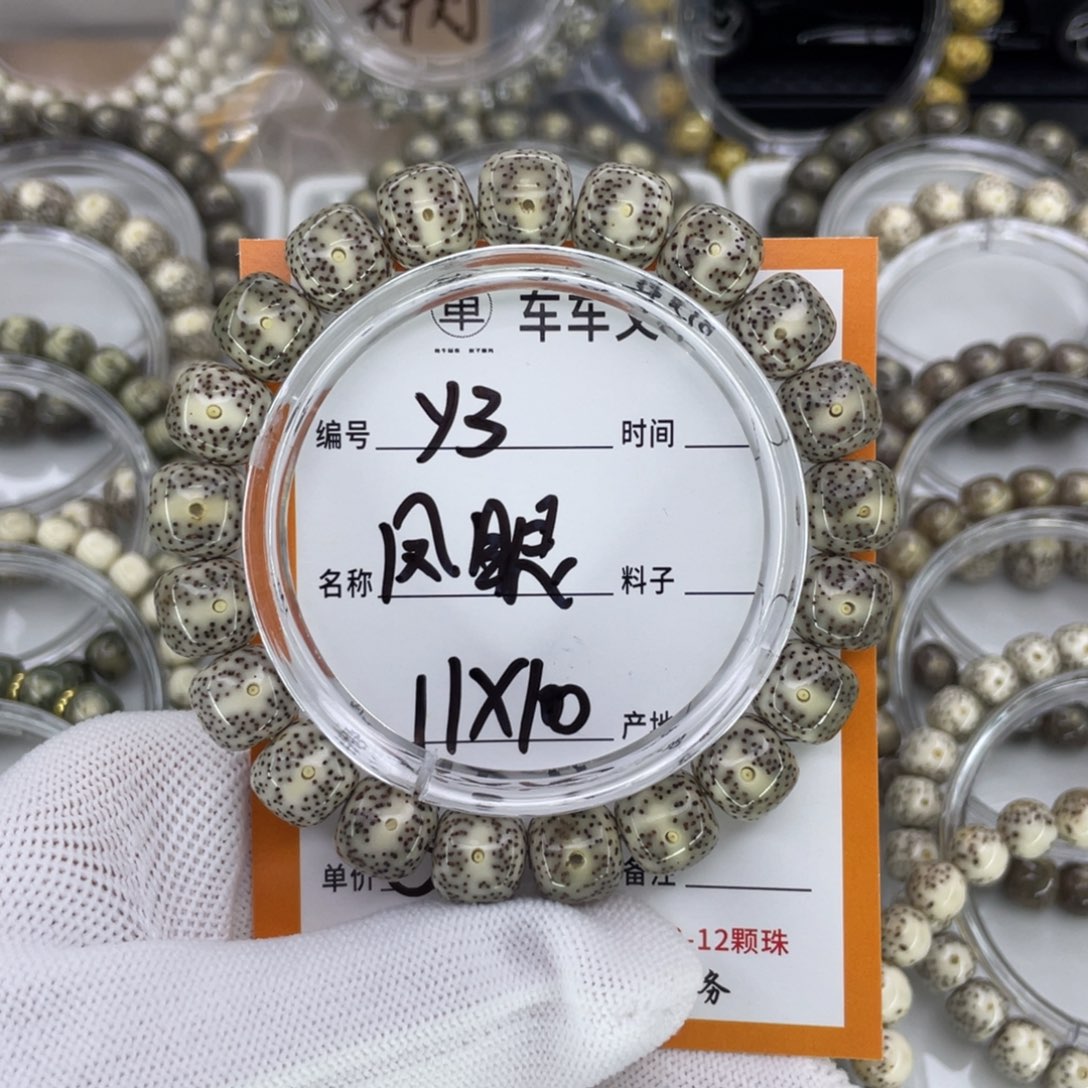 单 车车
编号 Y3 时间
名称 凤眼 料子
11X10 产地
单价 备注
-12颗珠
务